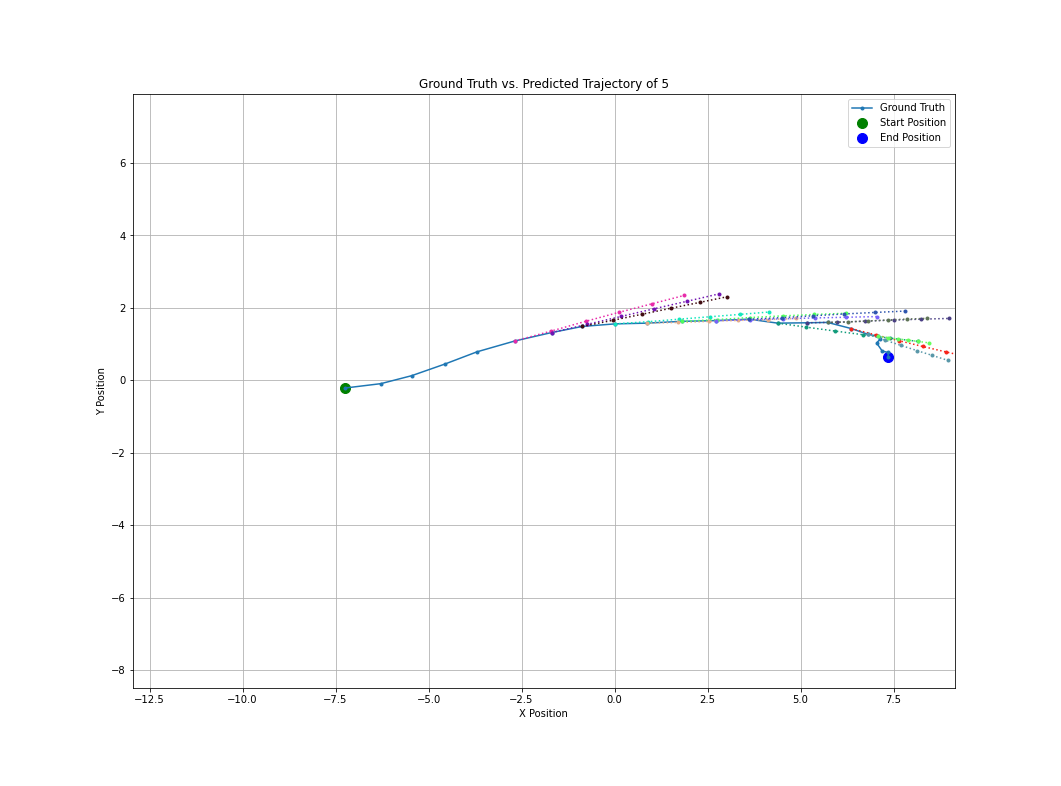 Ground Truth vs. Predicted Trajectory of 5
Ground Truth
Start Position
End Position
Y Position
6
4
2
0
−2
−4
−6
−8
−12.5 −10.0 −7.5 −5.0 −2.5 0.0 2.5 5.0 7.5
X Position